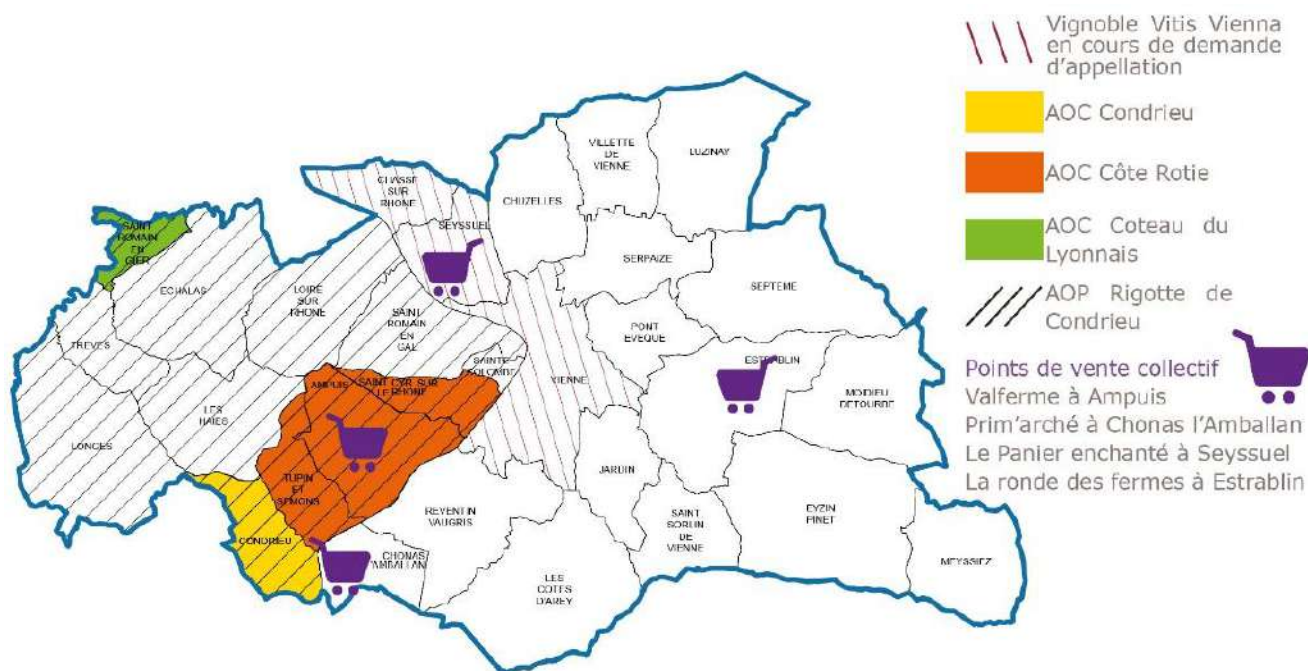 Vignoble Vitis Vienna
en cours de demande
d'appellation
AOC Condrieu
AOC Côte Rotie
AOC Coteau du
Lyonnais
AOP Rigotte de
Condrieu
Points de vente collectif
Valferme à Ampuis
Prim'arché à Chonas l'Amballan
Le Panier enchanté à Seyssuel
La ronde des fermes à Estrablin
VILLETTE
DE
VIENNE
LUZINAY
CHASSE
SUR
RHONE
CHUZELLES
SEYSSUEL
SAINT
ROMAIN
EN
GIER
SERPAIZE
ECHALAS
LOIRE
SUR
RHONE
SEPTEME
SAINT
ROMAIN
EN
GAL
PONT
EVEQUE
TREVES
SAINTE
COLOMBE
ESTRABLIN
VIENNE
AMPUIS
SAINT CYR SUR
LE RHONE
MOIDIEU
DETOURBE
LES
HAIES
LONGES
JARDIN
TUPIN
ET
SEMONS
REVENTIN
VAUGRIS
SAINT
SORLIN
DE
VIENNE
EYZIN
PINET
CONDRIEU
CHONAS
L'AMBALLAN
MEYSSIEZ
LES
COTES
D'AREY